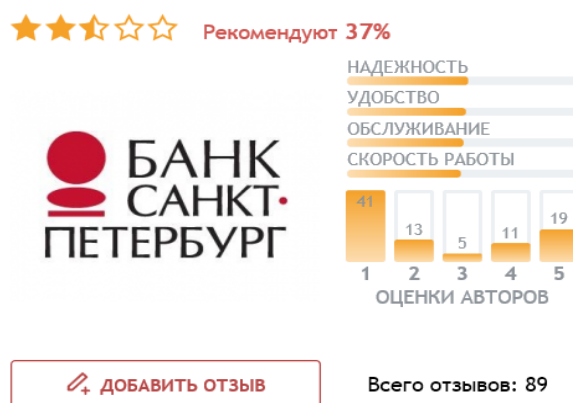 Рекомендуют 37%
НАДЕЖНОСТЬ
УДОБСТВО
ОБСЛУЖИВАНИЕ
СКОРОСТЬ РАБОТЫ
БАНК
САНКТ·
ПЕТЕРБУРГ
41 13 5 11 19
1 2 3 4 5
ОЦЕНКИ АВТОРОВ
ДОБАВИТЬ ОТЗЫВ
Всего отзывов: 89